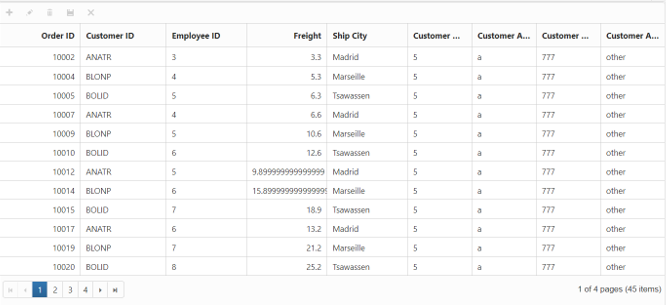 Order ID Customer ID Employee ID Freight Ship City Customer ... Customer A... Customer ... Customer A...
10002 ANATR 3 3.3 Madrid 5 a 777 other
10004 BLONP 4 5.3 Marseille 5 a 777 other
10005 BOLID 5 6.3 Tsawassen 5 a 777 other
10007 ANATR 4 6.6 Madrid 5 a 777 other
10009 BLONP 5 10.6 Marseille 5 a 777 other
10010 BOLID 6 12.6 Tsawassen 5 a 777 other
10012 ANATR 5 9.899999999999999 Madrid 5 a 777 other
10014 BLONP 6 15.899999999999999 Marseille 5 a 777 other
10015 BOLID 7 18.9 Tsawassen 5 a 777 other
10017 ANATR 6 13.2 Madrid 5 a 777 other
10019 BLONP 7 21.2 Marseille 5 a 777 other
10020 BOLID 8 25.2 Tsawassen 5 a 777 other
1 2 3 4 1 of 4 pages (45 items)